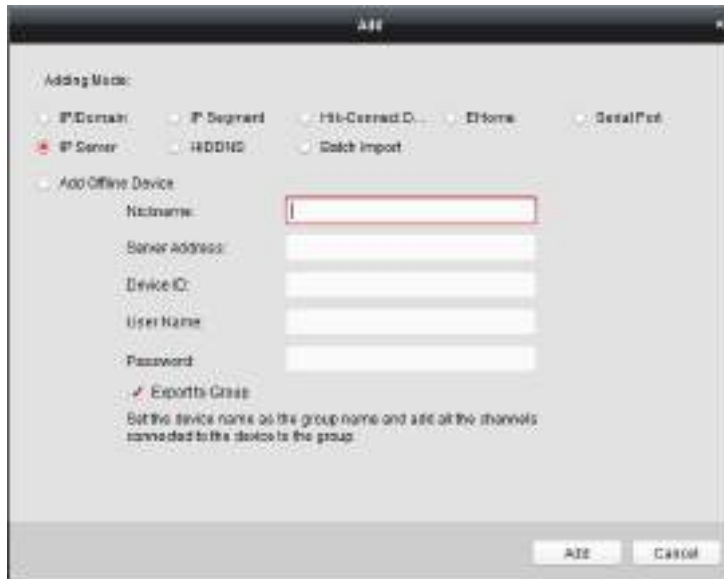 Add
Adding Mode:
IP/Domain IP Segment Hik-Connect D... EHome Serial Port
IP Server HiDDNS Batch Import
Add Offline Device
Nickname:
Server Address:
Device ID:
User Name:
Password:
Export to Group
Set the device name as the group name and add all the channels
connected to the device to the group.
Add Cancel